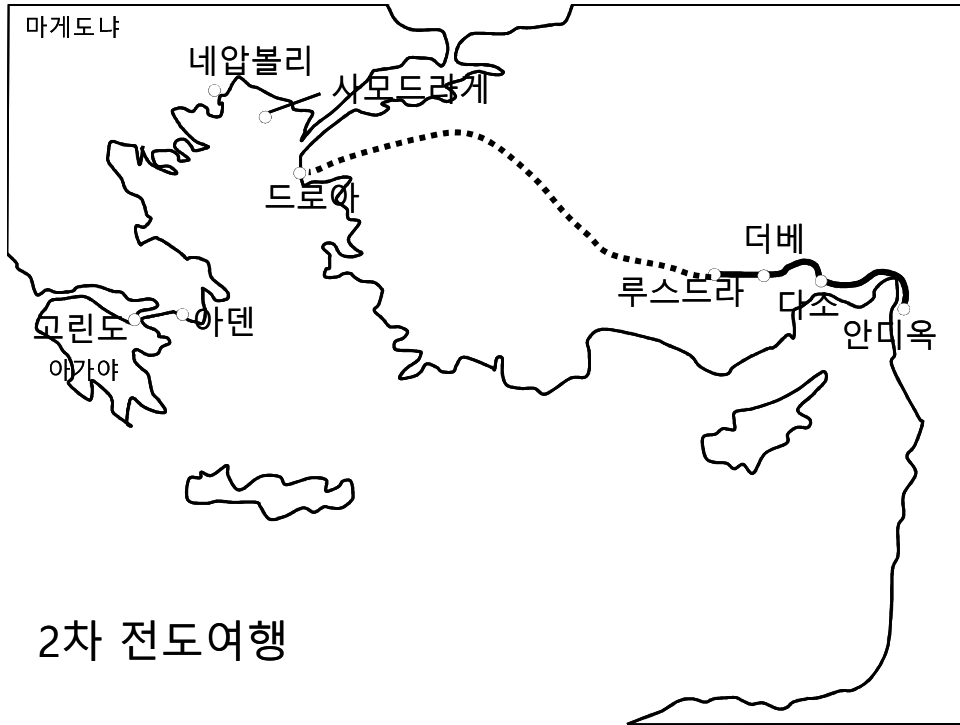 마게도냐
네압볼리
사모드라게
드로아
더베
루스드라
다소
안디옥
고린도
아덴
아가야
2차 전도여행